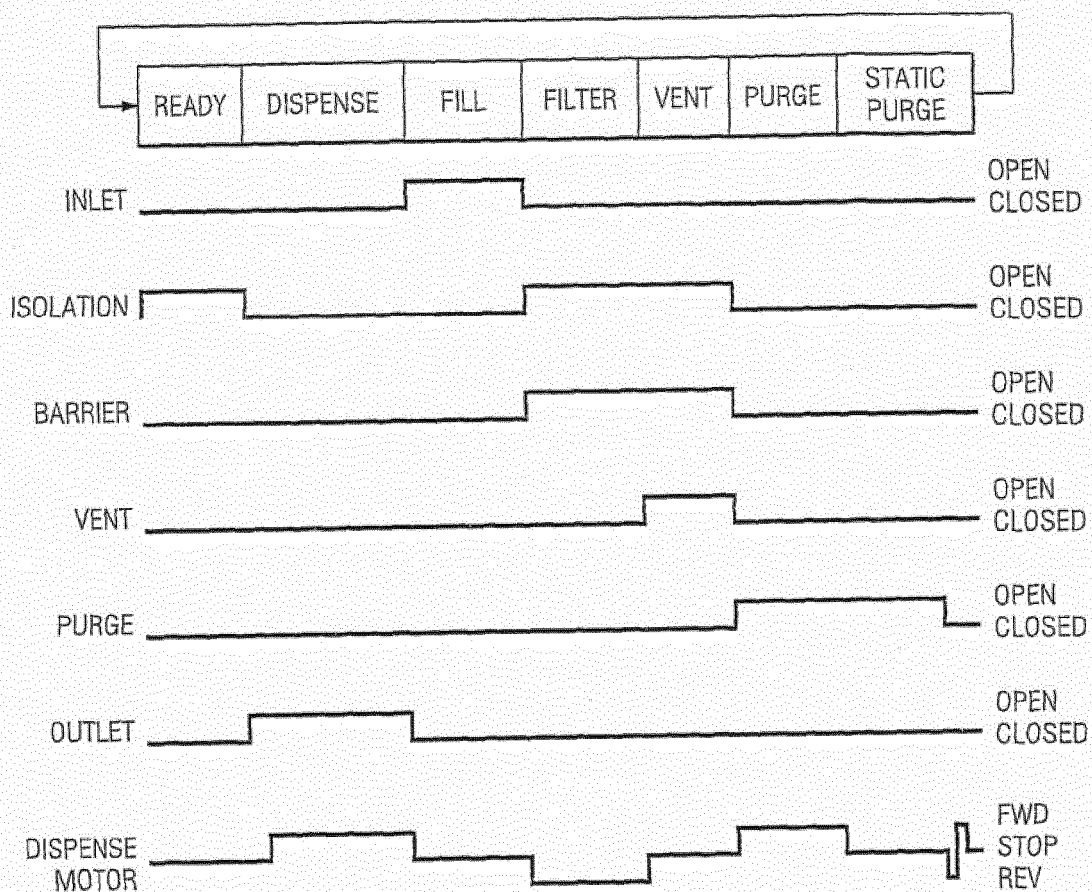 READY DISPENSE FILL FILTER VENT PURGE STATIC PURGE
INLET OPEN CLOSED
ISOLATION OPEN CLOSED
BARRIER OPEN CLOSED
VENT OPEN CLOSED
PURGE OPEN CLOSED
OUTLET OPEN CLOSED
DISPENSE MOTOR FWD STOP REV